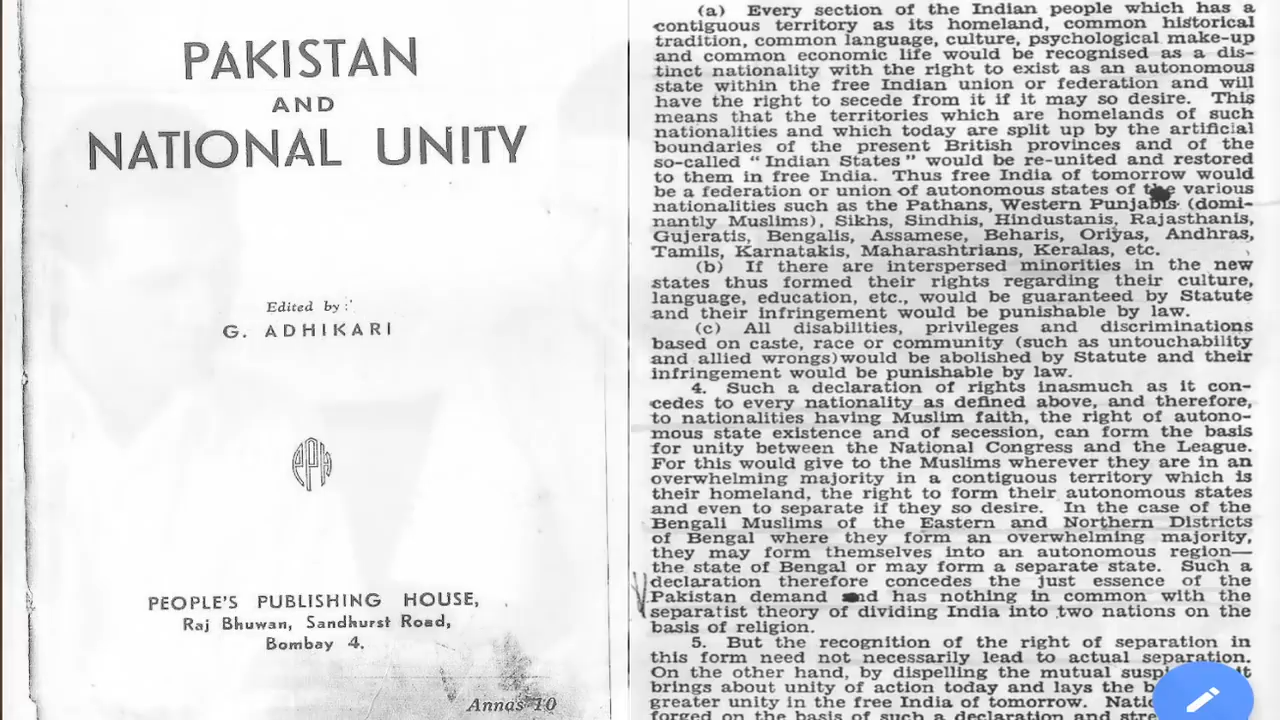 PAKISTAN
AND
NATIONAL UNITY
Edited by :
G. ADHIKARI
PPH
PEOPLE'S PUBLISHING HOUSE,
Raj Bhuwan, Sandhurst Road,
Bombay 4.
Annas 10
(a) Every section of the Indian people which has a
contiguous territory as its homeland, common historical
tradition, common language, culture, psychological make-up
and common economic life would be recognised as a dis-
tinct nationality with the right to exist as an autonomous
state within the free Indian union or federation and will
have the right to secede from it if it may so desire. This
means that the territories which are homelands of such
nationalities and which today are split up by the artificial
boundaries of the present British provinces and of the
so-called "Indian States" would be re-united and restored
to them in free India. Thus free India of tomorrow would
be a federation or union of autonomous states of the various
nationalities such as the Pathans, Western Punjabis (domi-
nantly Muslims), Sikhs, Sindhis, Hindustanis, Rajasthanis,
Gujeratis, Bengalis, Assamese, Beharis, Oriyas, Andhras,
Tamils, Karnatakis, Maharashtrians, Keralas, etc.
(b) If there are interspersed minorities in the new
states thus formed their rights regarding their culture,
language, education, etc., would be guaranteed by Statute
and their infringement would be punishable by law.
(c) All disabilities, privileges and discriminations
based on caste, race or community (such as untouchability
and allied wrongs) would be abolished by Statute and their
infringement would be punishable by law.
4. Such a declaration of rights inasmuch as it con-
cedes to every nationality as defined above, and therefore,
to nationalities having Muslim faith, the right of autono-
mous state existence and of secession, can form the basis
for unity between the National Congress and the League.
For this would give to the Muslims wherever they are in an
overwhelming majority in a contiguous territory which is
their homeland, the right to form their autonomous states
and even to separate if they so desire. In the case of the
Bengali Muslims of the Eastern and Northern Districts
of Bengal where they form an overwhelming majority,
they may form themselves into an autonomous region—
the state of Bengal or may form a separate state. Such a
declaration therefore concedes the just essence of the
Pakistan demand and has nothing in common with the
separatist theory of dividing India into two nations on the
basis of religion.
5. But the recognition of the right of separation in
this form need not necessarily lead to actual separation.
On the other hand, by dispelling the mutual it
brings about unity of action today and lays the
greater unity in the free India of tomorrow.
forged on the basis of such a declaration and